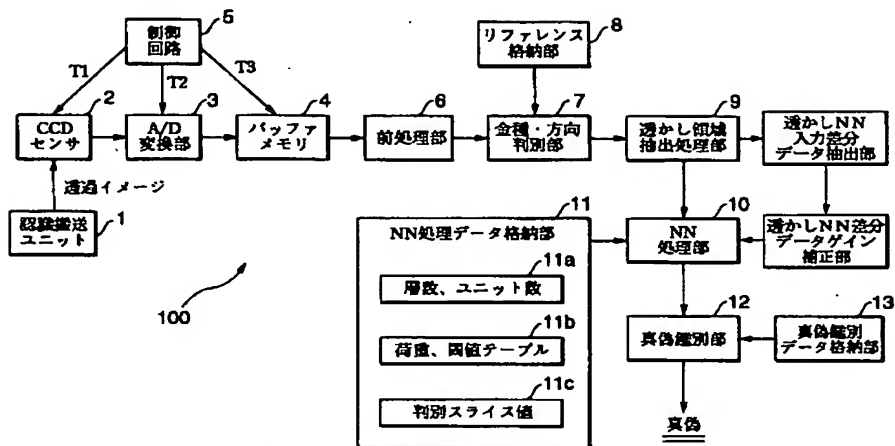 制御
回路
5
リファレンス
格納部
8
T1
T2
T3
2
3
4
6
7
9
CCD
センサ
A/D
変換部
バッファ
メモリ
前処理部
金種・方向
判別部
透かし領域
抽出処理部
透かしNN
入力差分
データ抽出部
透過イメージ
1
認識搬送
ユニット
11
10
NN処理データ格納部
NN
処理部
透かしNN差分
データゲイン
補正部
11a
層数、ユニット数
100
11b
荷重、閾値テーブル
12
13
真偽鑑別部
真偽鑑別
データ格納部
11c
判別スライス値
真偽